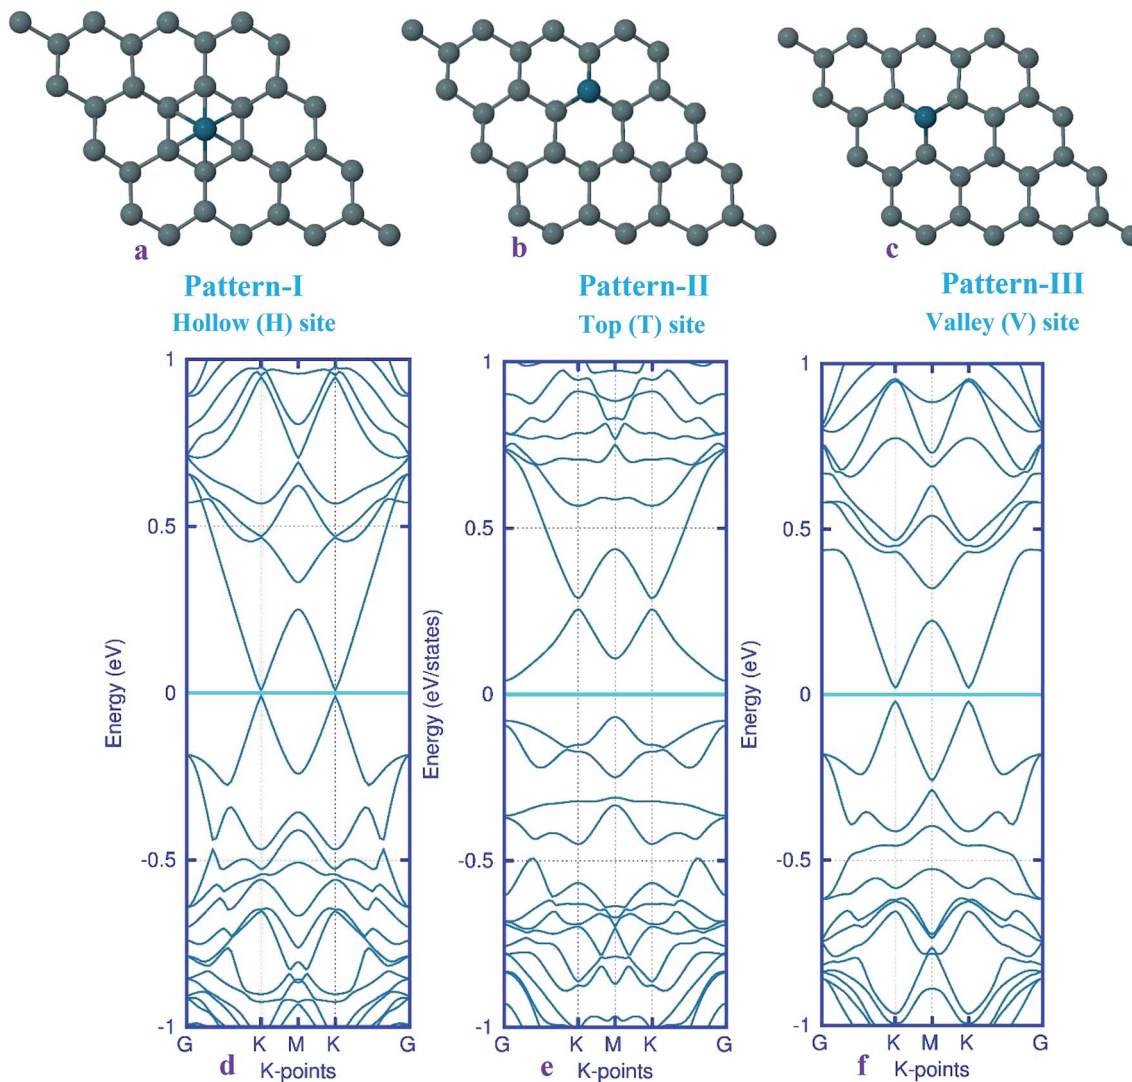 a
b
c
Pattern-I
Hollow (H) site
Pattern-II
Top (T) site
Pattern-III
Valley (V) site
Energy (eV)
1
0.5
0
-0.5
-1
G K M K G
K-points
d
Energy (eV/states)
1
0.5
0
-0.5
-1
G K M K G
K-points
e
Energy (eV)
1
0.5
0
-0.5
-1
G K M K G
K-points
f